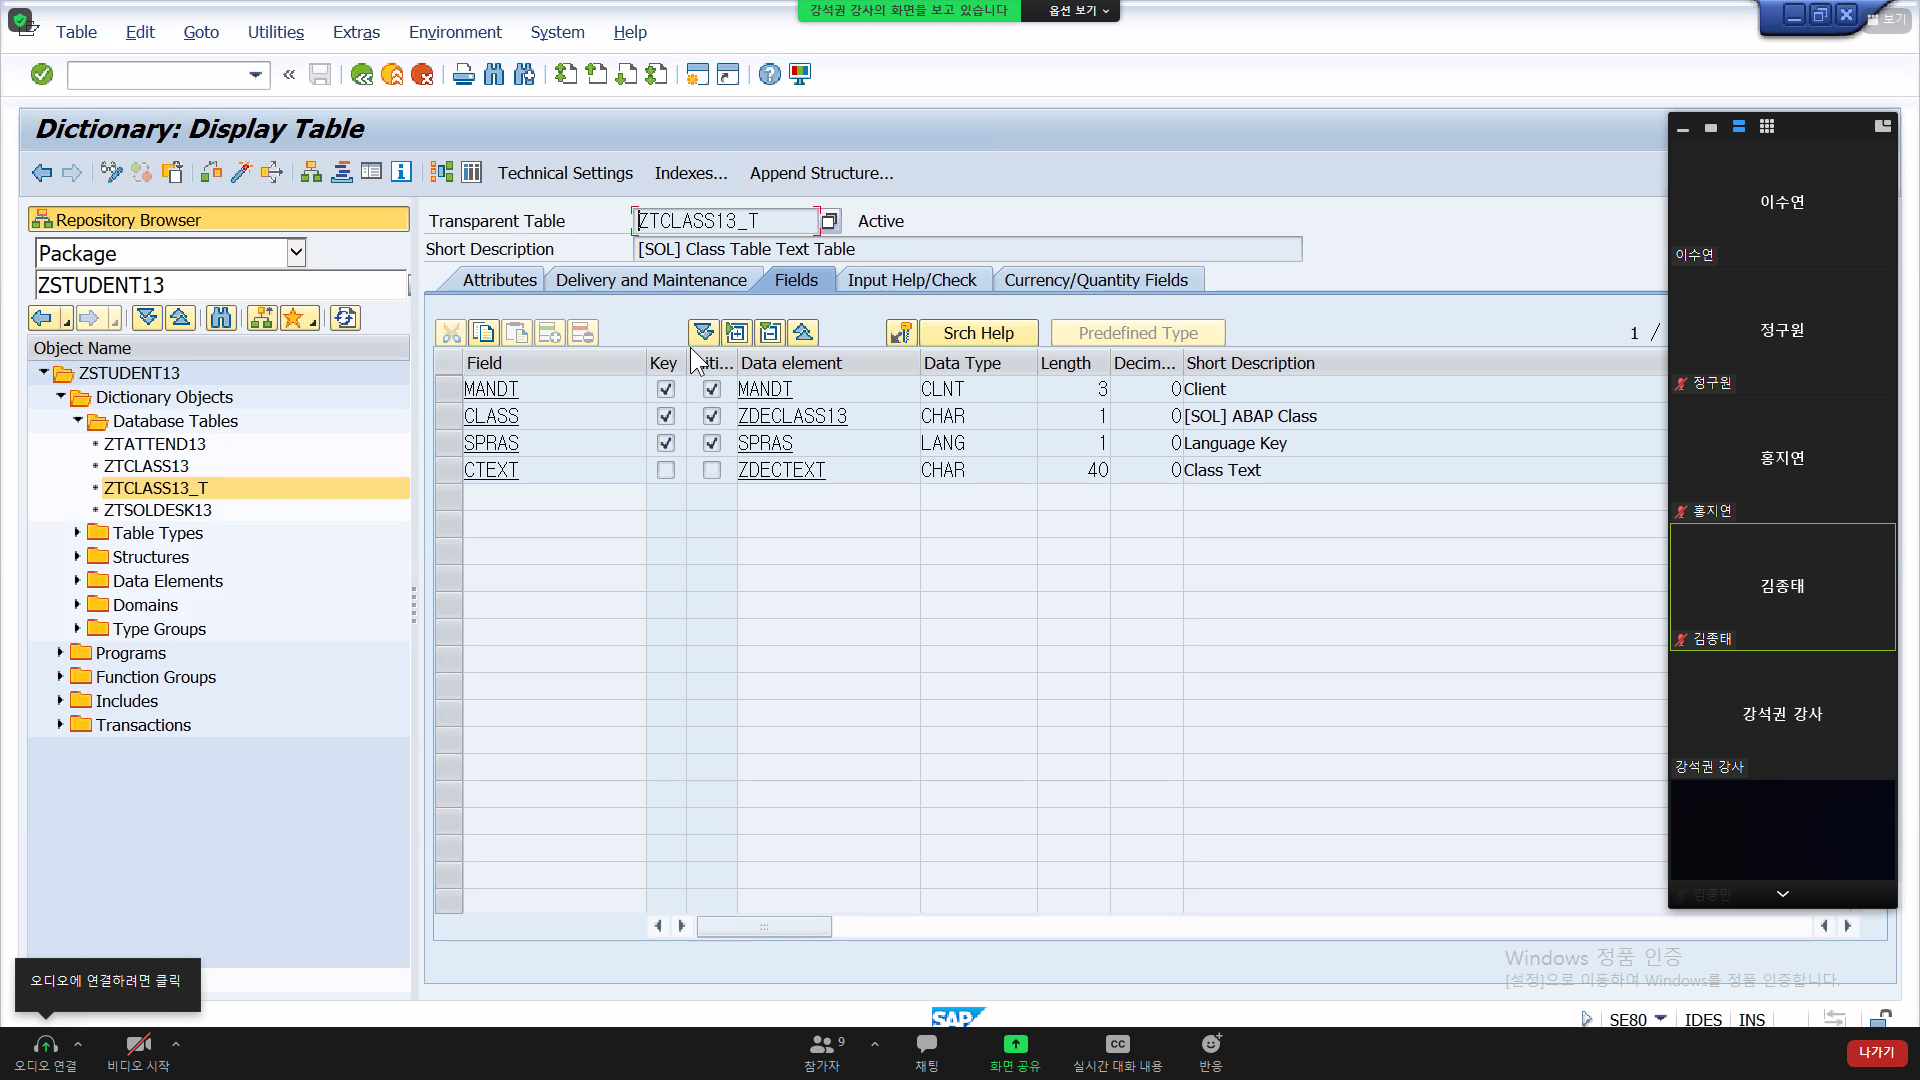 강석권 강사의 화면을 보고 있습니다 옵션 보기
보기
Table Edit Goto Utilities Extras Environment System Help
Dictionary: Display Table
Technical Settings Indexes... Append Structure...
Repository Browser
Package
ZSTUDENT13
Object Name
ZSTUDENT13
Dictionary Objects
Database Tables
ZTATTEND13
ZTCLASS13
ZTCLASS13_T
ZTSOLDESK13
Table Types
Structures
Data Elements
Domains
Type Groups
Programs
Function Groups
Includes
Transactions
Transparent Table ZTCLASS13_T Active
Short Description [SOL] Class Table Text Table
Attributes Delivery and Maintenance Fields Input Help/Check Currency/Quantity Fields
Srch Help Predefined Type 1 /
Field Key iti... Data element Data Type Length Decim... Short Description
MANDT MANDT CLNT 3 0 Client
CLASS ZDECLASS13 CHAR 1 0 [SOL] ABAP Class
SPRAS SPRAS LANG 1 0 Language Key
CTEXT ZDECTEXT CHAR 40 0 Class Text
이수연
이수연
정구원
정구원
홍지연
홍지연
김종태
김종태
강석권 강사
강석권 강사
Windows 정품 인증
[설정]으로 이동하여 Windows를 정품 인증합니다.
오디오에 연결하려면 클릭
SAP
SE80 IDES INS
오디오 연결
비디오 시작
9
참가자
채팅
화면 공유
CC
실시간 대화 내용
반응
나가기